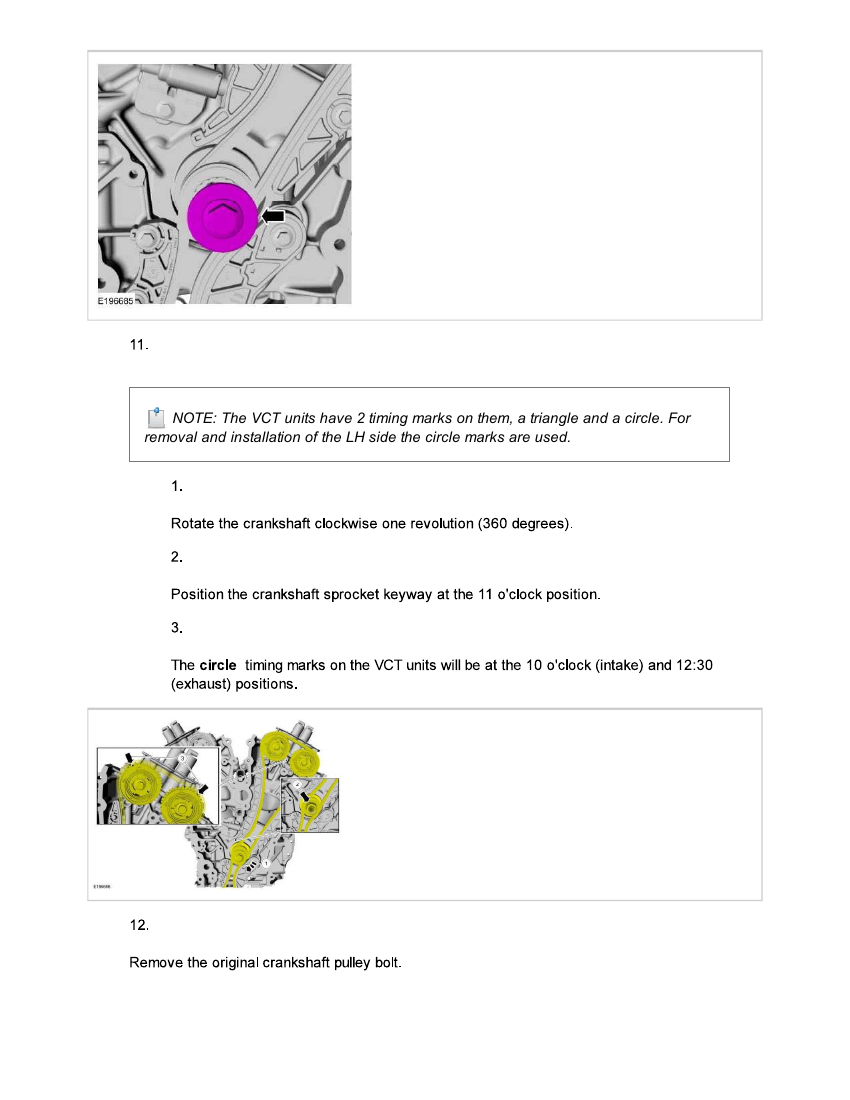 E196685
11.
NOTE: The VCT units have 2 timing marks on them, a triangle and a circle. For
removal and installation of the LH side the circle marks are used.
1.
Rotate the crankshaft clockwise one revolution (360 degrees).
2.
Position the crankshaft sprocket keyway at the 11 o'clock position.
3.
The circle timing marks on the VCT units will be at the 10 o'clock (intake) and 12:30
(exhaust) positions.
3
2
1
12.
Remove the original crankshaft pulley bolt.